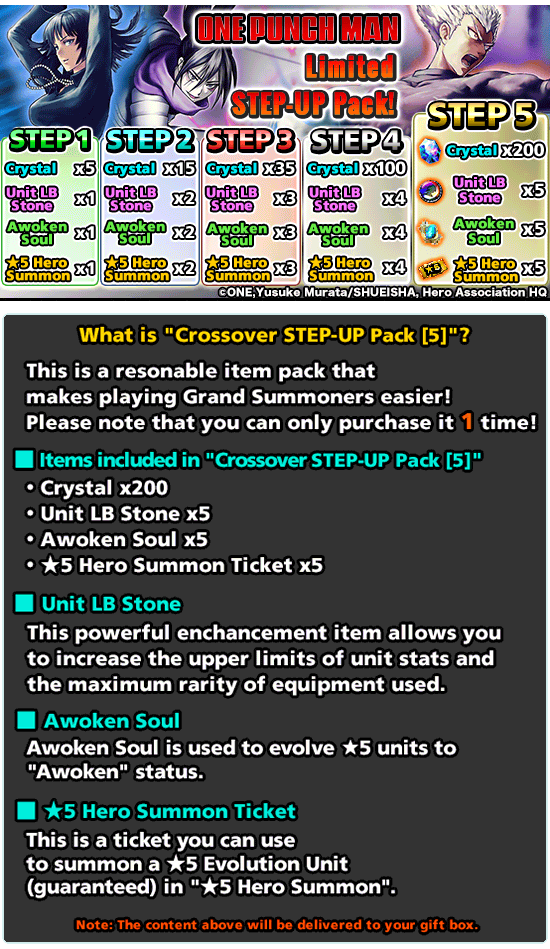 ONE PUNCH MAN
Limited
STEP-UP Pack!
STEP 1
Crystal x5
Unit LB Stone x1
Awoken Soul x1
★5 Hero Summon x1
STEP 2
Crystal x15
Unit LB Stone x2
Awoken Soul x2
★5 Hero Summon x2
STEP 3
Crystal x35
Unit LB Stone x3
Awoken Soul x3
★5 Hero Summon x3
STEP 4
Crystal x100
Unit LB Stone x4
Awoken Soul x4
★5 Hero Summon x4
STEP 5
Crystal x200
Unit LB Stone x5
Awoken Soul x5
★5
★5 Hero Summon x5
©ONE,Yusuke Murata/SHUEISHA, Hero Association HQ
What is "Crossover STEP-UP Pack [5]"?
This is a resonable item pack that
makes playing Grand Summoners easier!
Please note that you can only purchase it 1 time!
■ Items included in "Crossover STEP-UP Pack [5]"
・Crystal x200
・Unit LB Stone x5
・Awoken Soul x5
・★5 Hero Summon Ticket x5
■ Unit LB Stone
This powerful enchancement item allows you
to increase the upper limits of unit stats and
the maximum rarity of equipment used.
■ Awoken Soul
Awoken Soul is used to evolve ★5 units to
"Awoken" status.
■ ★5 Hero Summon Ticket
This is a ticket you can use
to summon a ★5 Evolution Unit
(guaranteed) in "★5 Hero Summon".
Note: The content above will be delivered to your gift box.